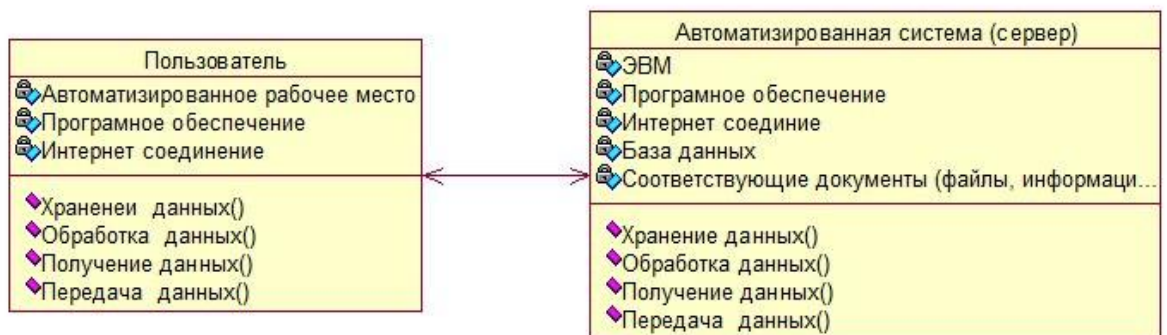 Пользователь
Автоматизированное рабочее место
Програмное обеспечение
Интернет соединение
Храненеи данных()
Обработка данных()
Получение данных()
Передача данных()
Автоматизированная система (сервер)
ЭВМ
Програмное обеспечение
Интернет соединие
База данных
Соответствующие документы (файлы, информаци...
Хранение данных()
Обработка данных()
Получение данных()
Передача данных()